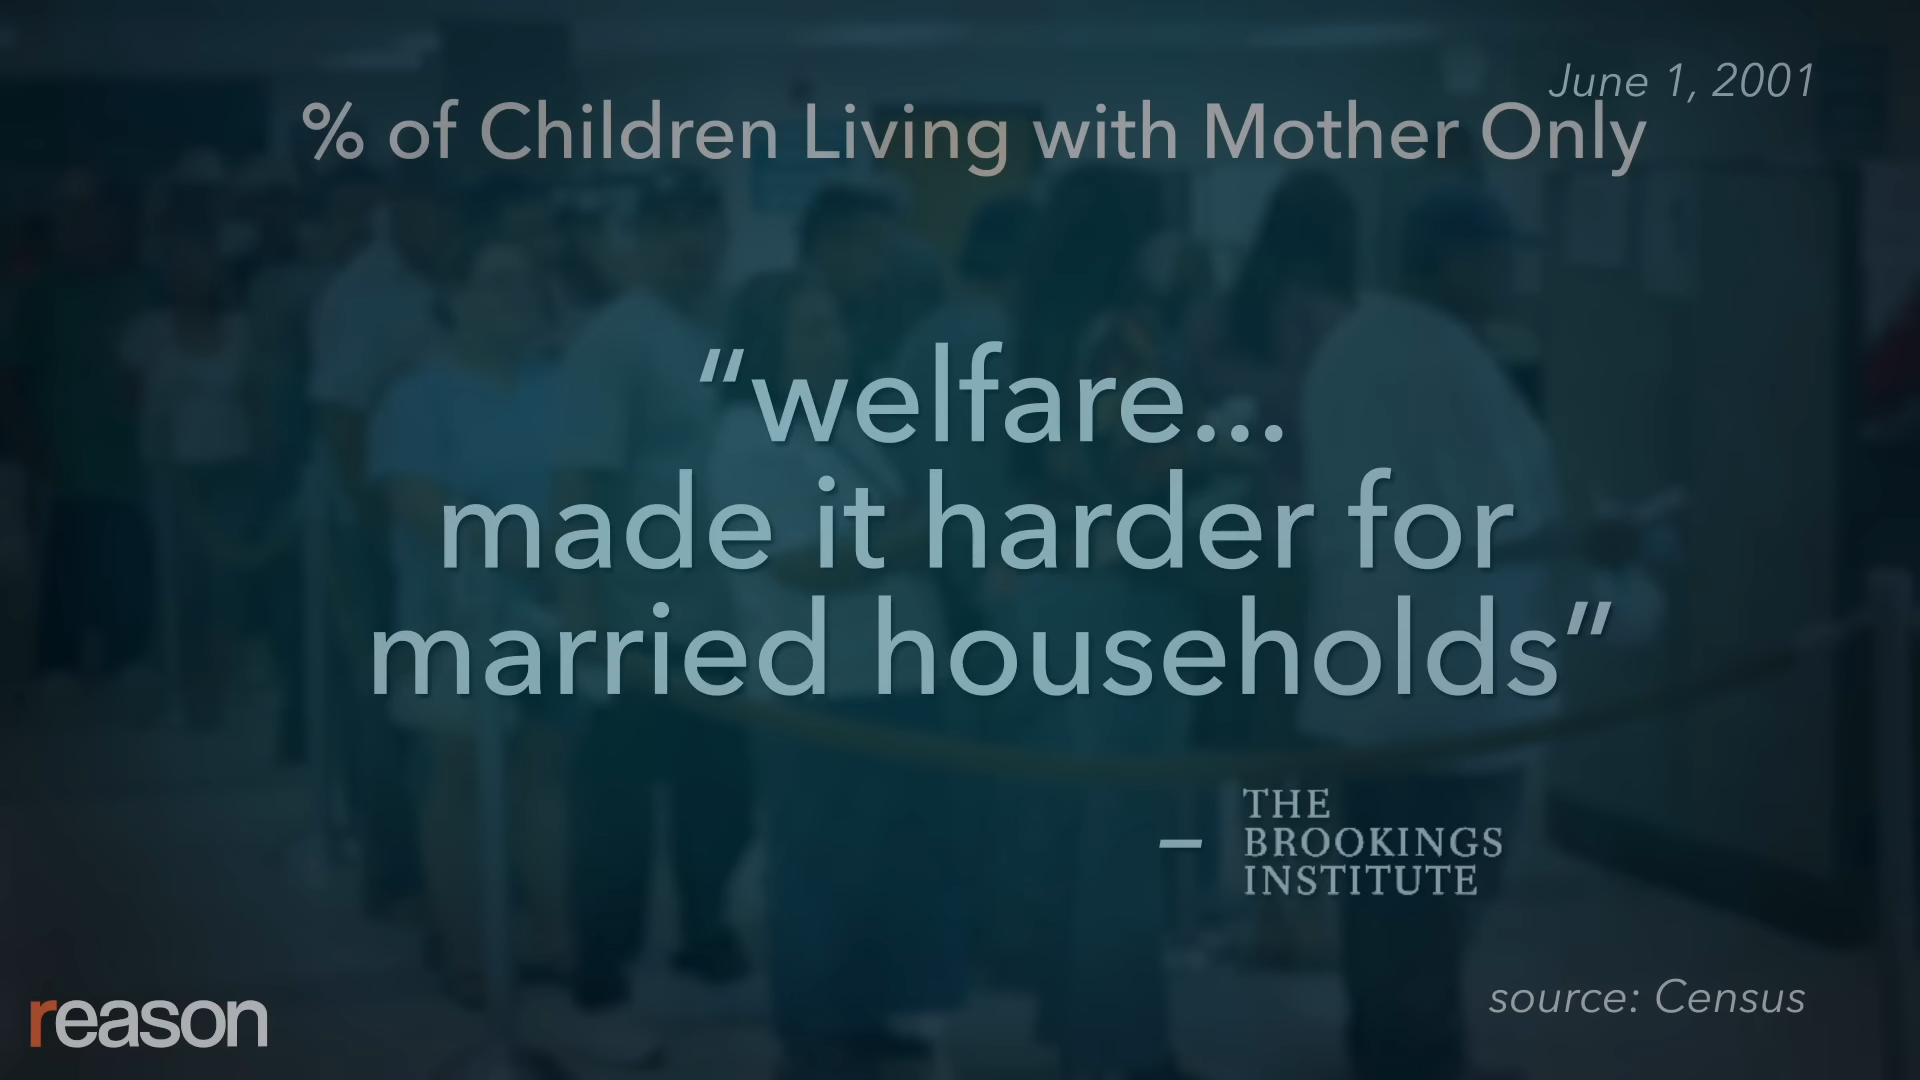 June 1, 2001
% of Children Living with Mother Only
“welfare...
made it harder for
married households”
— THE
BROOKINGS
INSTITUTE
source: Census
reason